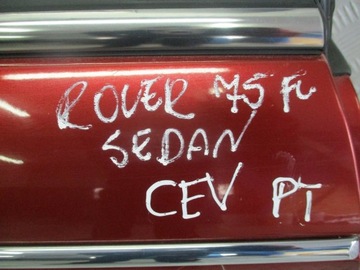 ROVER 75 FL
SEDAN
CEV PT